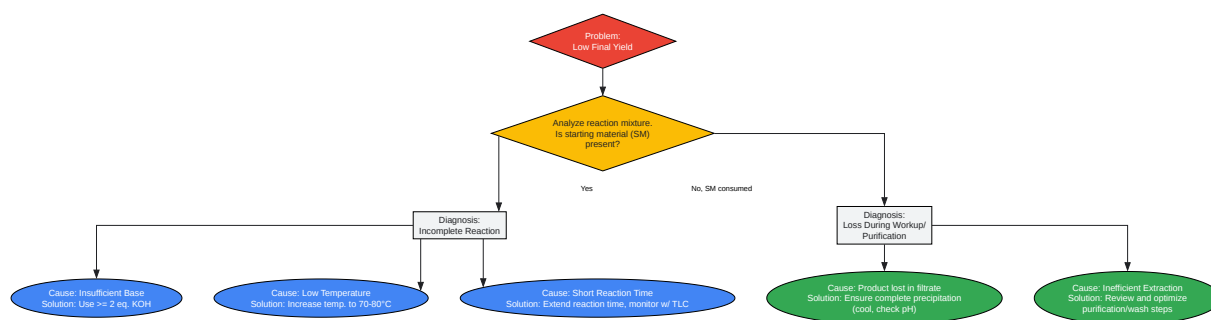 Problem:
Low Final Yield
Analyze reaction mixture.
Is starting material (SM)
present?
Yes
No, SM consumed
Diagnosis:
Incomplete Reaction
Diagnosis:
Loss During Workup/
Purification
Cause: Insufficient Base
Solution: Use >= 2 eq. KOH
Cause: Low Temperature
Solution: Increase temp. to 70-80°C
Cause: Short Reaction Time
Solution: Extend reaction time, monitor w/ TLC
Cause: Product lost in filtrate
Solution: Ensure complete precipitation
(cool, check pH)
Cause: Inefficient Extraction
Solution: Review and optimize
purification/wash steps